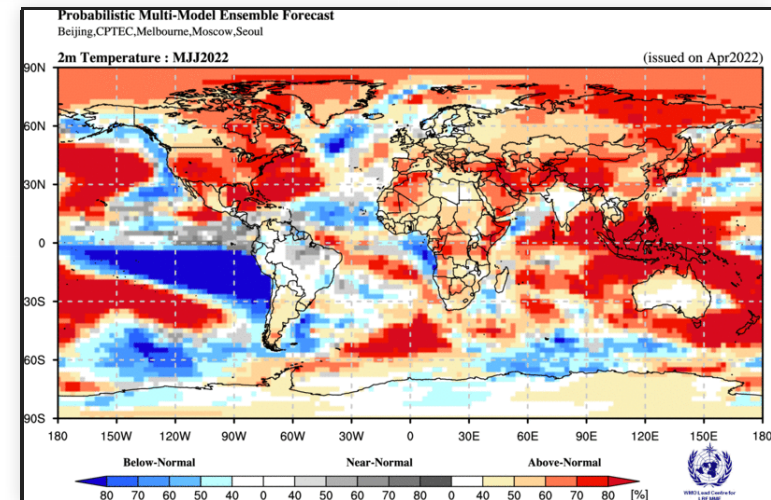 Probabilistic Multi-Model Ensemble Forecast
Beijing,CPTEC,Melbourne,Moscow,Seoul
2m Temperature : MJJ2022 (issued on Apr2022)
90N
60N
30N
0
30S
60S
90S
180 150W 120W 90W 60W 30W 0 30E 60E 90E 120E 150E 180
Below-Normal Near-Normal Above-Normal
80 70 60 50 40 0 40 50 60 70 80 0 40 50 60 70 80 [%]
WMO Lead Centre for
LRFMME